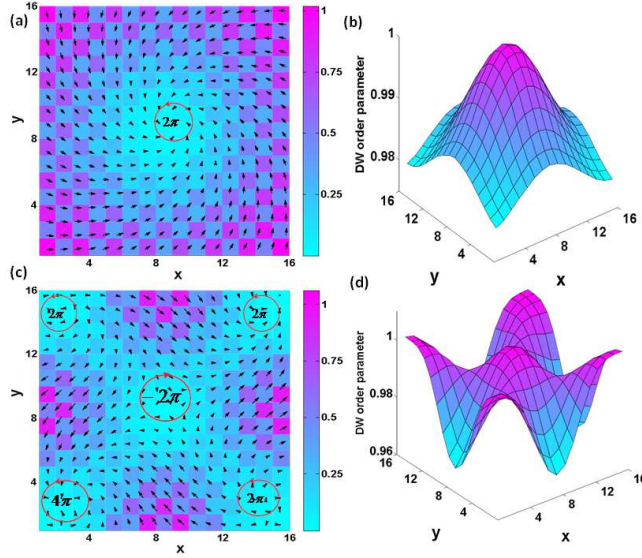 (a)
16
12
8
4
y
4 8 12 16
x
2π
1
0.75
0.5
0.25
(b)
1
0.99
0.98
DW order parameter
16
12
8
4
y
4
8
12
16
x
(c)
16
12
8
4
y
4 8 12 16
x
2π 2π
−2π
4π 2π
1
0.75
0.5
0.25
(d)
1
0.98
0.96
DW order parameter
16
12
8
4
y
4
8
12
16
x